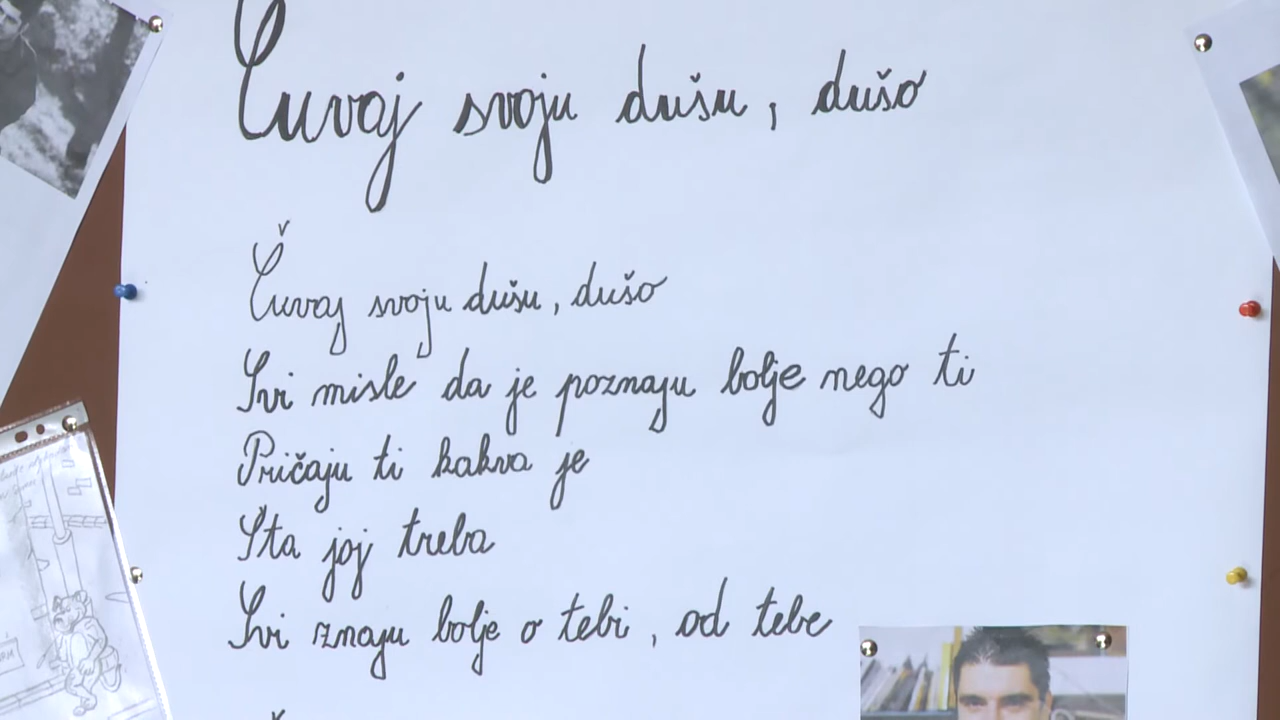 Čuvaj svoju dušu, dušo
Čuvaj svoju dušu, dušo
Svi misle da je poznaju bolje nego ti
Pričaju ti kakva je
Šta joj treba
Svi znaju bolje o tebi, od tebe